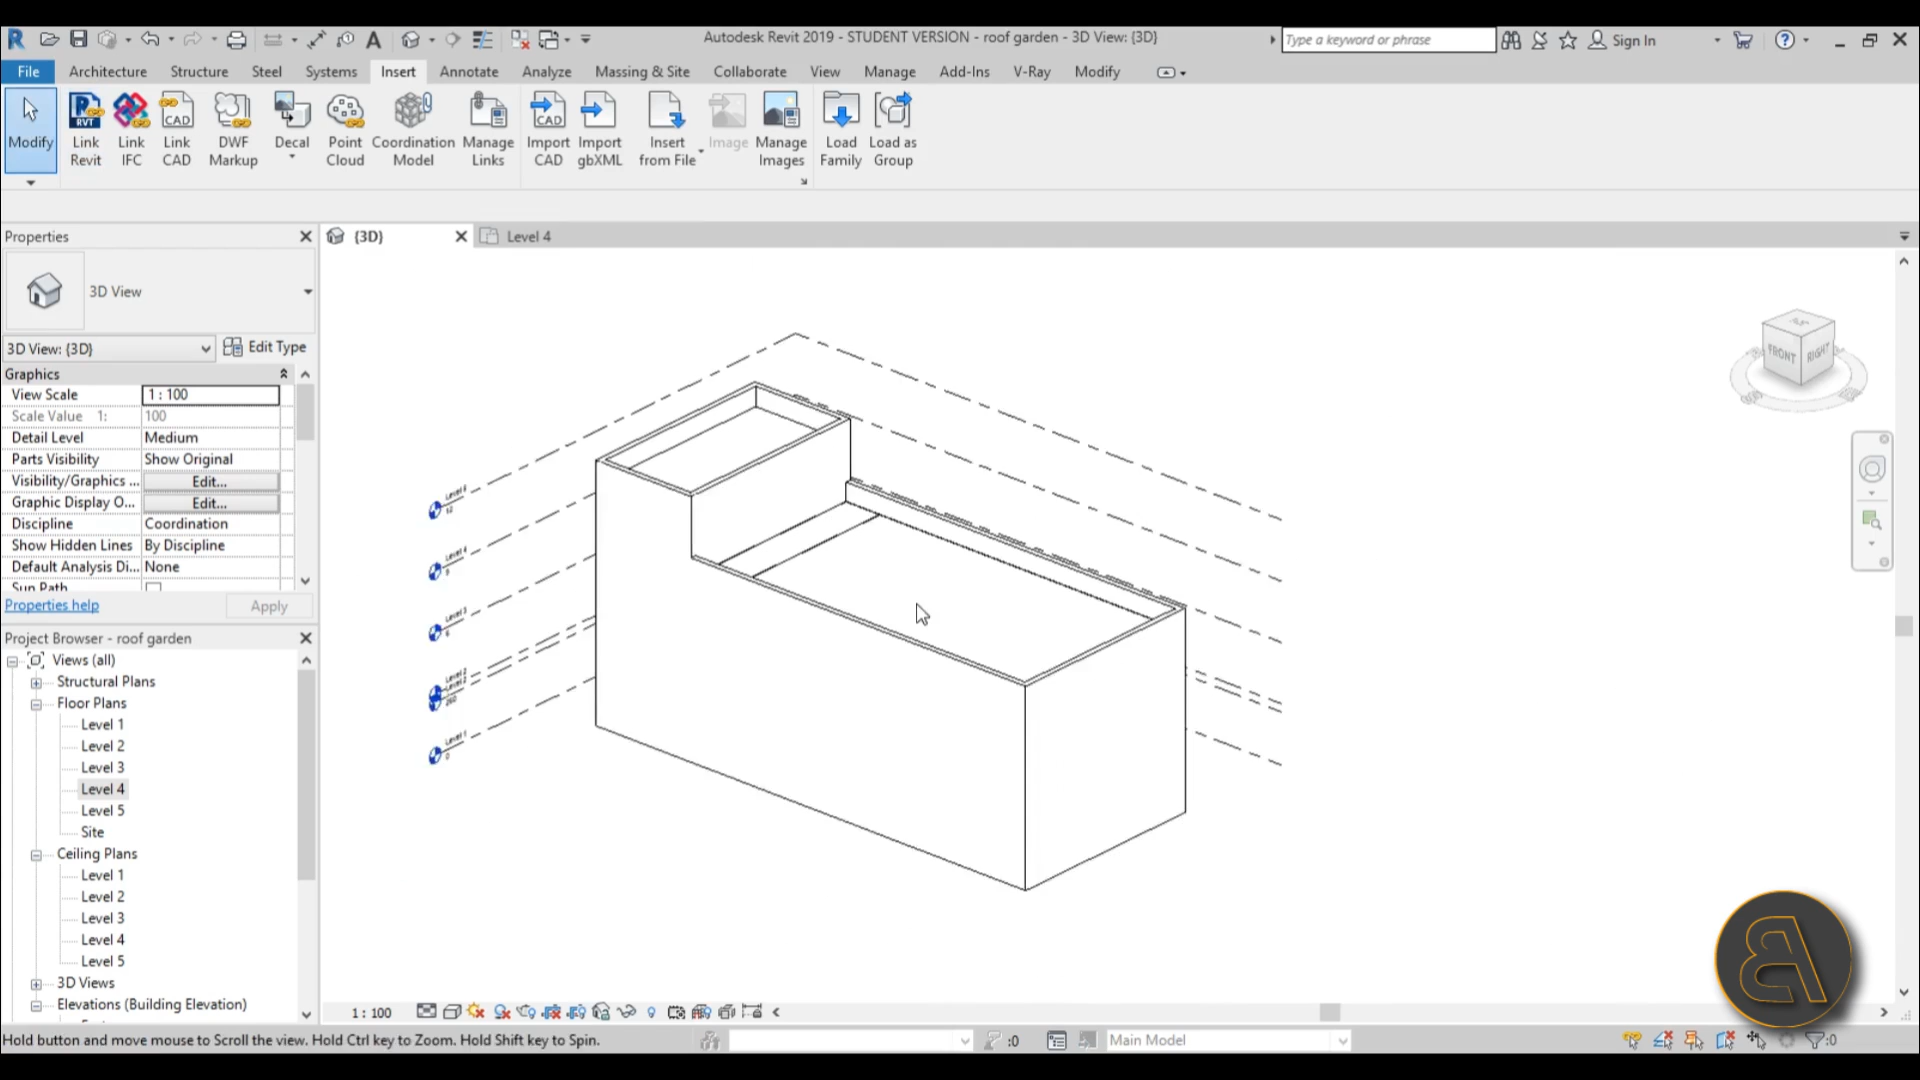 Autodesk Revit 2019 - STUDENT VERSION - roof garden - 3D View: {3D}
Type a keyword or phrase
Sign In
File Architecture Structure Steel Systems Insert Annotate Analyze Massing & Site Collaborate View Manage Add-Ins V-Ray Modify
Modify
Link Revit
Link IFC
Link CAD
DWF Markup
Decal
Point Cloud
Coordination Model
Manage Links
Import CAD
Import gbXML
Insert from File
Image
Manage Images
Load Family
Load as Group
Properties
{3D}
Level 4
3D View
3D View: {3D}
Edit Type
Graphics
View Scale 1 : 100
Scale Value 1: 100
Detail Level Medium
Parts Visibility Show Original
Visibility/Graphics ... Edit...
Graphic Display O... Edit...
Discipline Coordination
Show Hidden Lines By Discipline
Default Analysis Di... None
Sun Path
Properties help
Apply
Project Browser - roof garden
Views (all)
Structural Plans
Floor Plans
Level 1
Level 2
Level 3
Level 4
Level 5
Site
Ceiling Plans
Level 1
Level 2
Level 3
Level 4
Level 5
3D Views
Elevations (Building Elevation)
FRONT
RIGHT
1 : 100
Hold button and move mouse to Scroll the view. Hold Ctrl key to Zoom. Hold Shift key to Spin.
:0
Main Model
:0